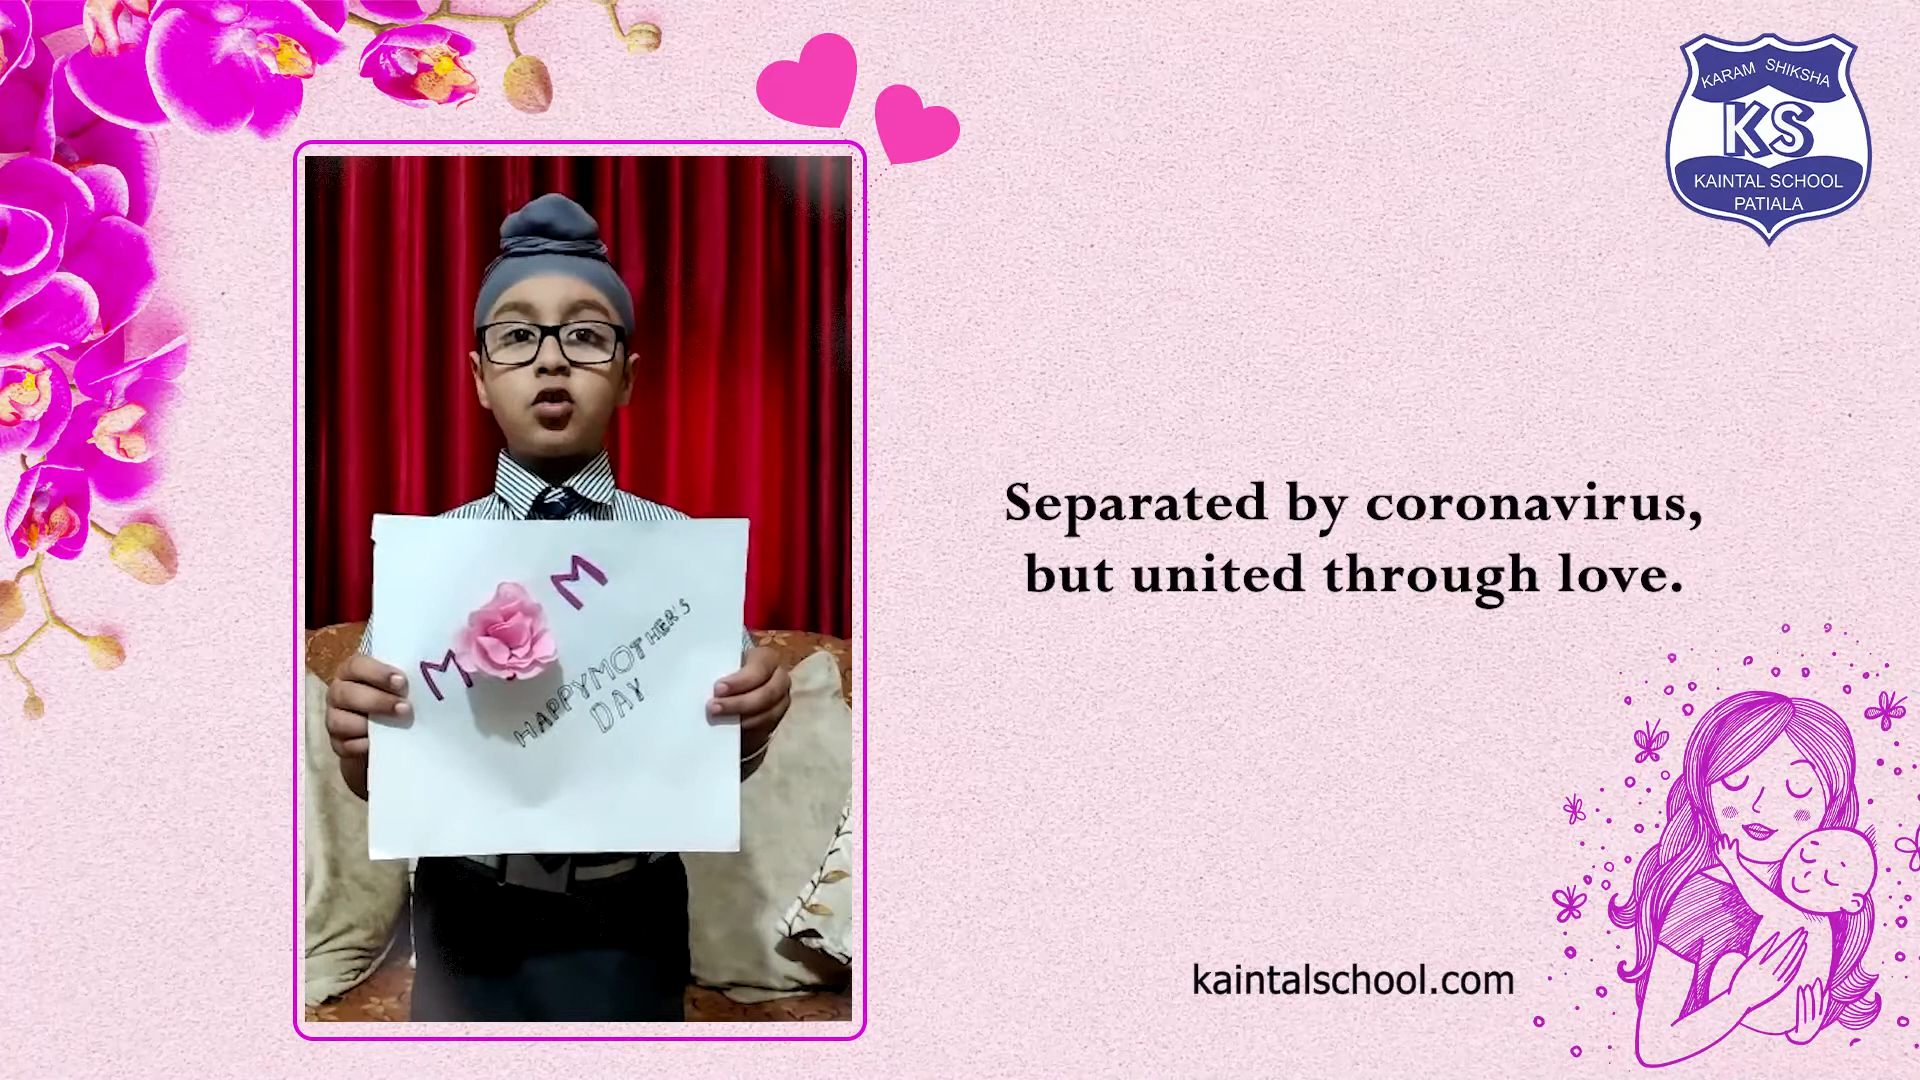 KARAM SHIKSHA
KS
KAINTAL SCHOOL
PATIALA
M M
HAPPY MOTHER'S
DAY
Separated by coronavirus,
but united through love.
kaintalschool.com